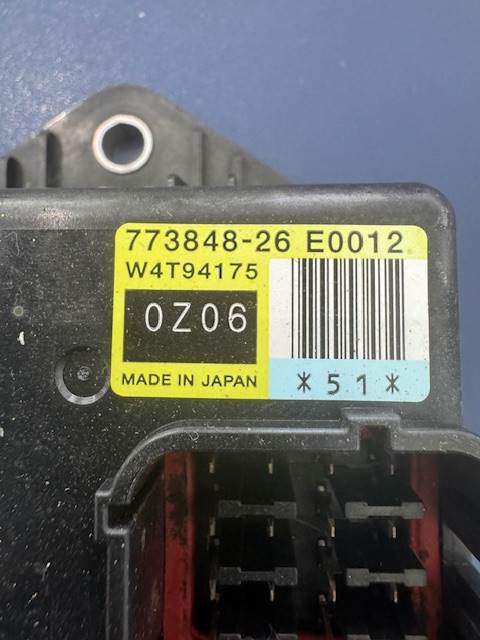 773848-26 E0012
W4T94175
0Z06
MADE IN JAPAN
*51*